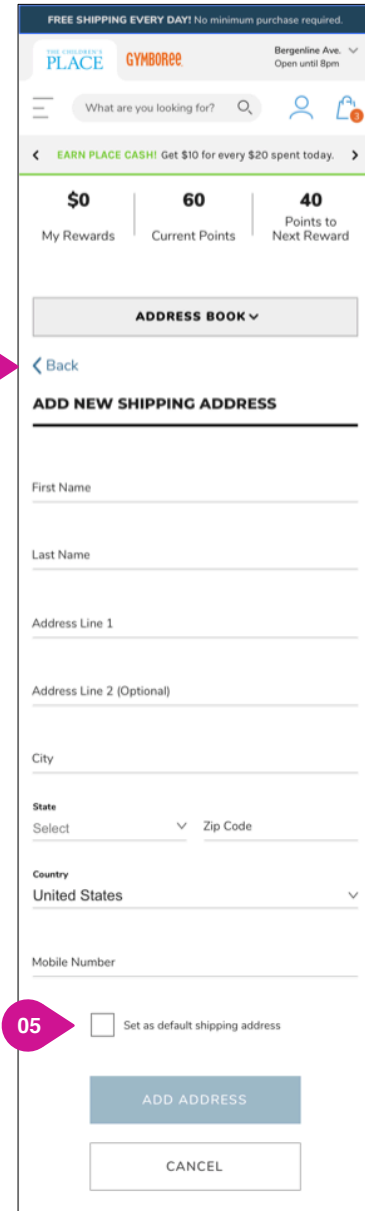 FREE SHIPPING EVERY DAY! No minimum purchase required.
THE CHILDREN'S
PLACE
GYMBOREE
Bergenline Ave.
Open until 8pm
What are you looking for?
3
EARN PLACE CASH! Get $10 for every $20 spent today.
$0
My Rewards
60
Current Points
40
Points to
Next Reward
ADDRESS BOOK
Back
ADD NEW SHIPPING ADDRESS
First Name
Last Name
Address Line 1
Address Line 2 (Optional)
City
State
Select
Zip Code
Country
United States
Mobile Number
05
Set as default shipping address
ADD ADDRESS
CANCEL